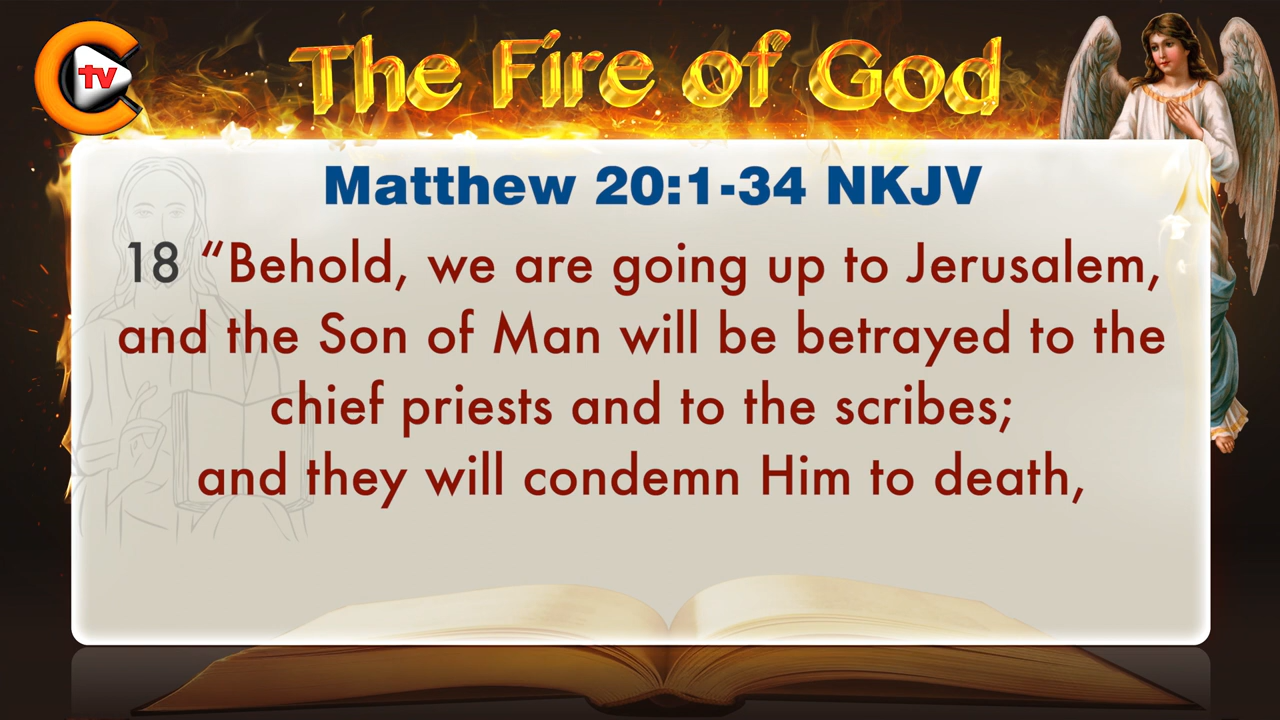 tv
The Fire of God
Matthew 20:1-34 NKJV
18 “Behold, we are going up to Jerusalem,
and the Son of Man will be betrayed to the
chief priests and to the scribes;
and they will condemn Him to death,